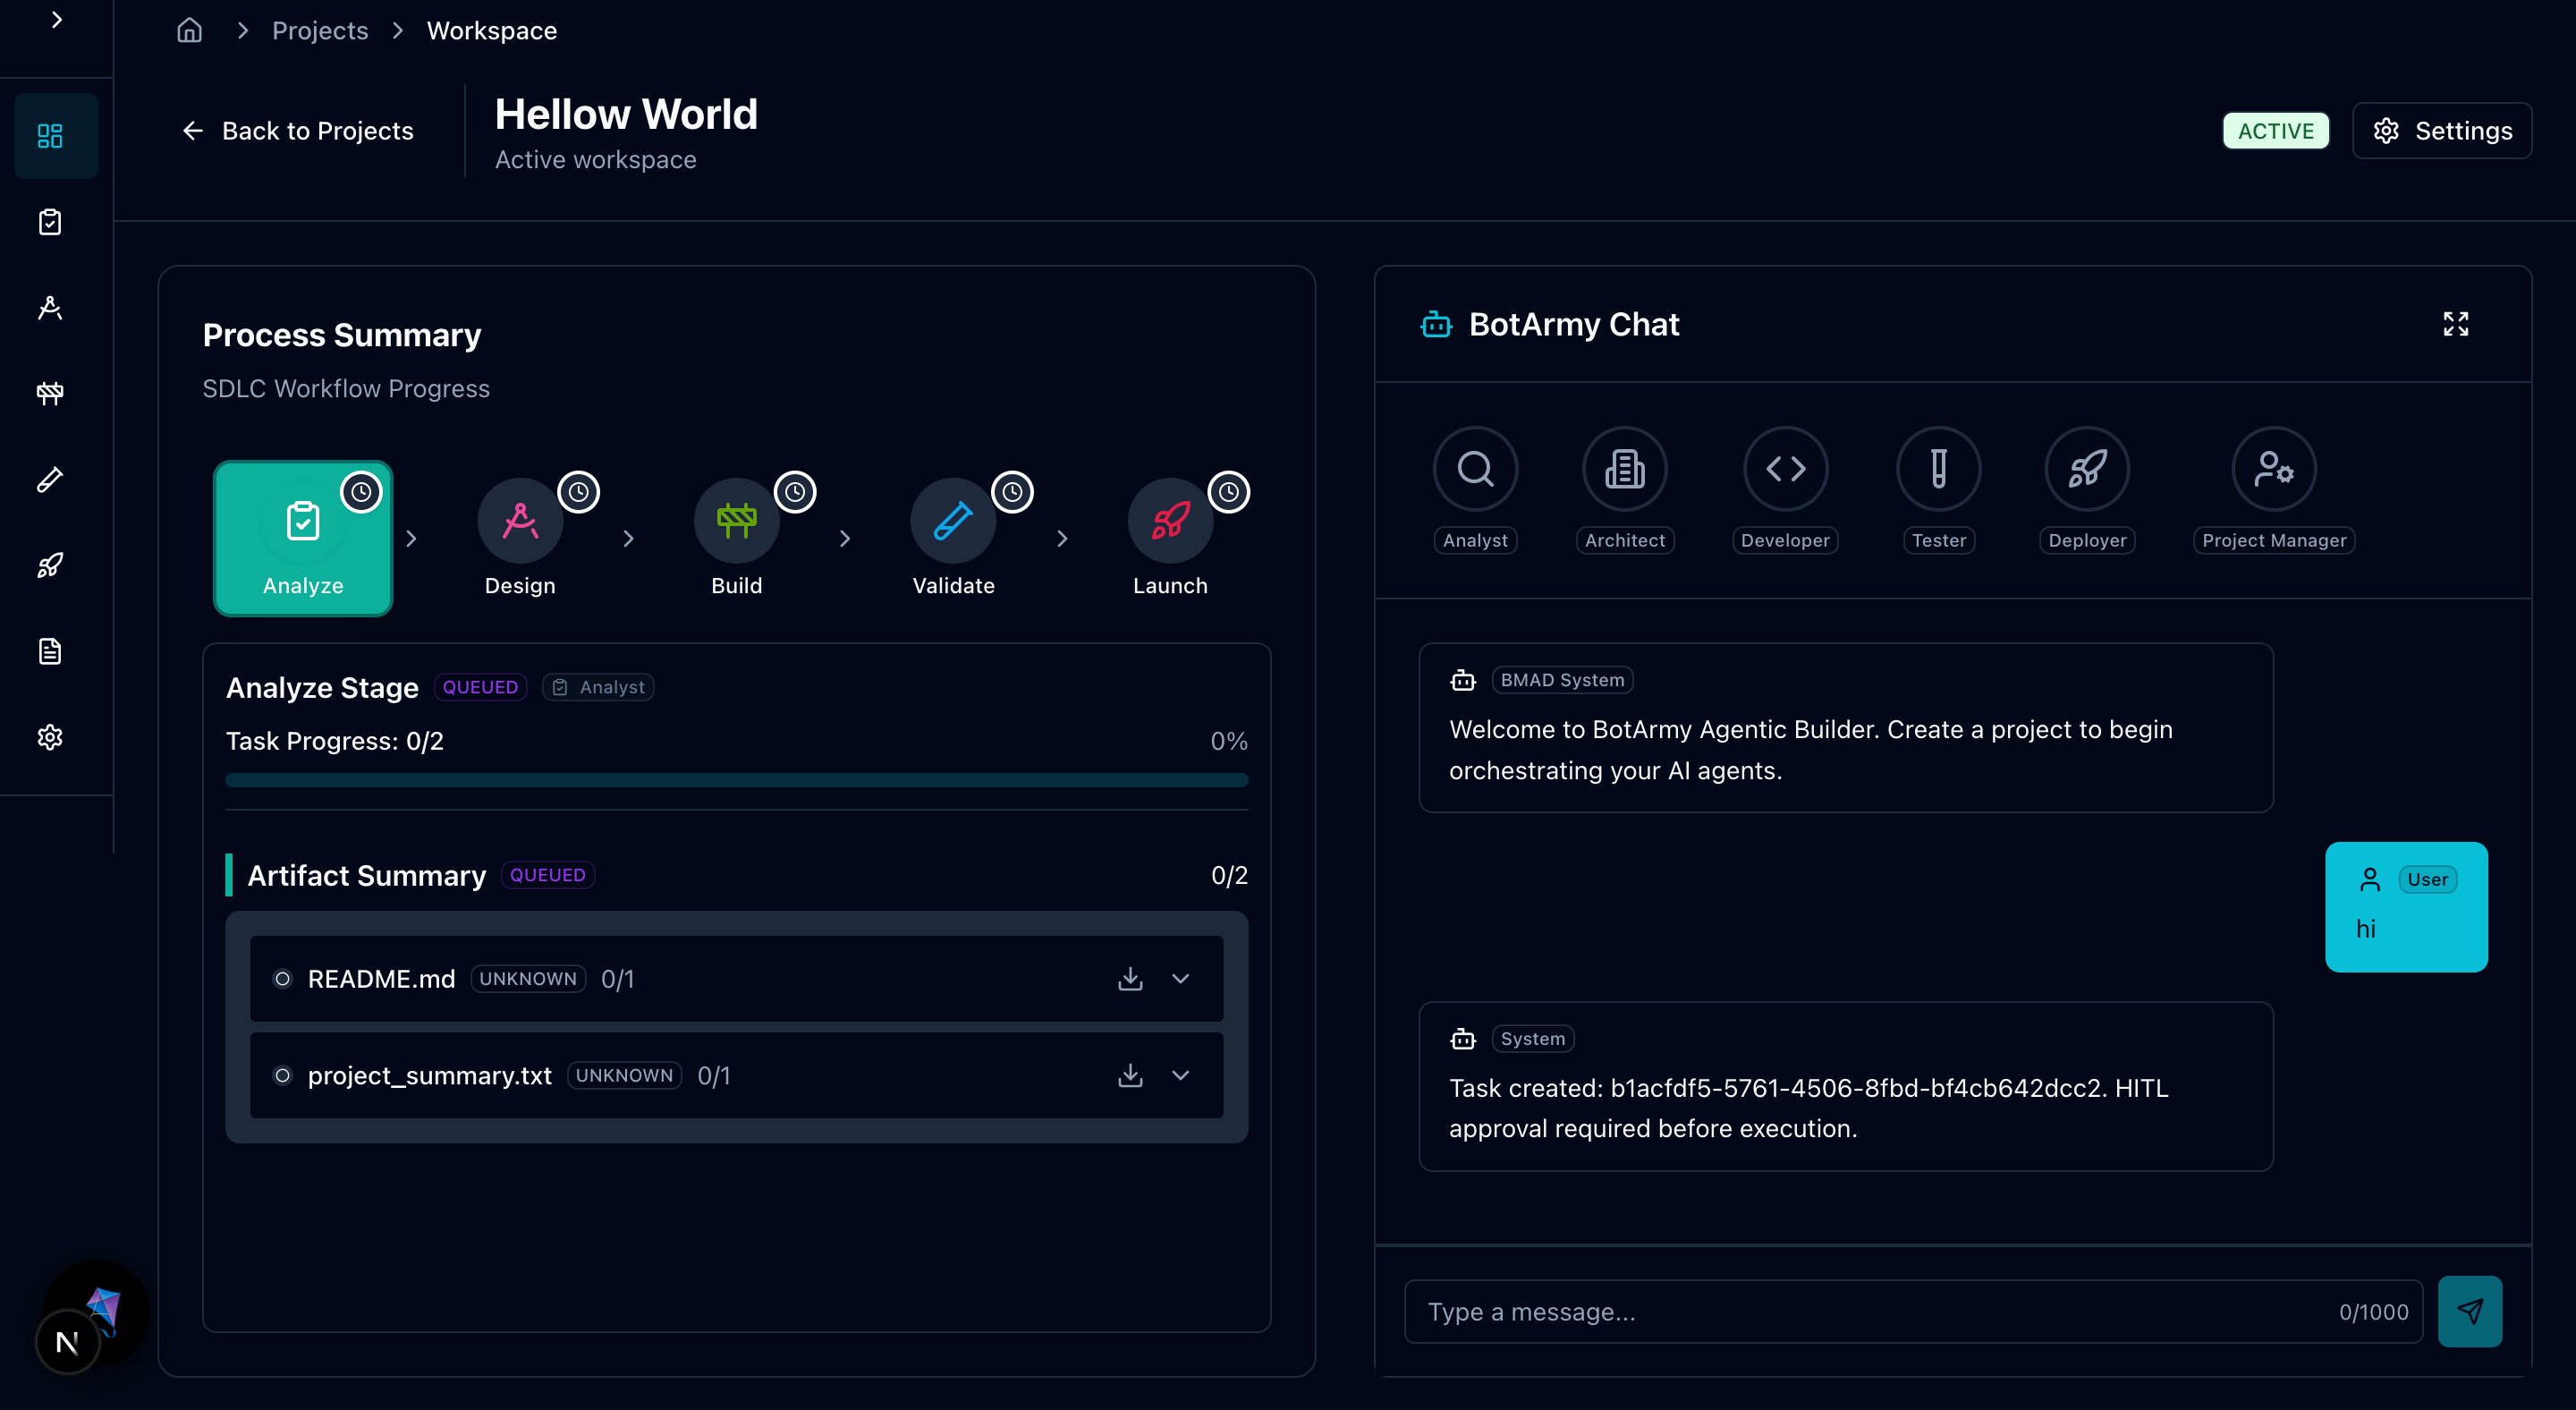 Projects
Workspace
Back to Projects
Hellow World
Active workspace
ACTIVE
Settings
Process Summary
SDLC Workflow Progress
Analyze
Design
Build
Validate
Launch
Analyze Stage QUEUED Analyst
Task Progress: 0/2 0%
Artifact Summary QUEUED 0/2
README.md UNKNOWN 0/1
project_summary.txt UNKNOWN 0/1
N
BotArmy Chat
Analyst
Architect
Developer
Tester
Deployer
Project Manager
BMAD System
Welcome to BotArmy Agentic Builder. Create a project to begin
orchestrating your AI agents.
User
hi
System
Task created: b1acfdf5-5761-4506-8fbd-bf4cb642dcc2. HITL
approval required before execution.
Type a message... 0/1000